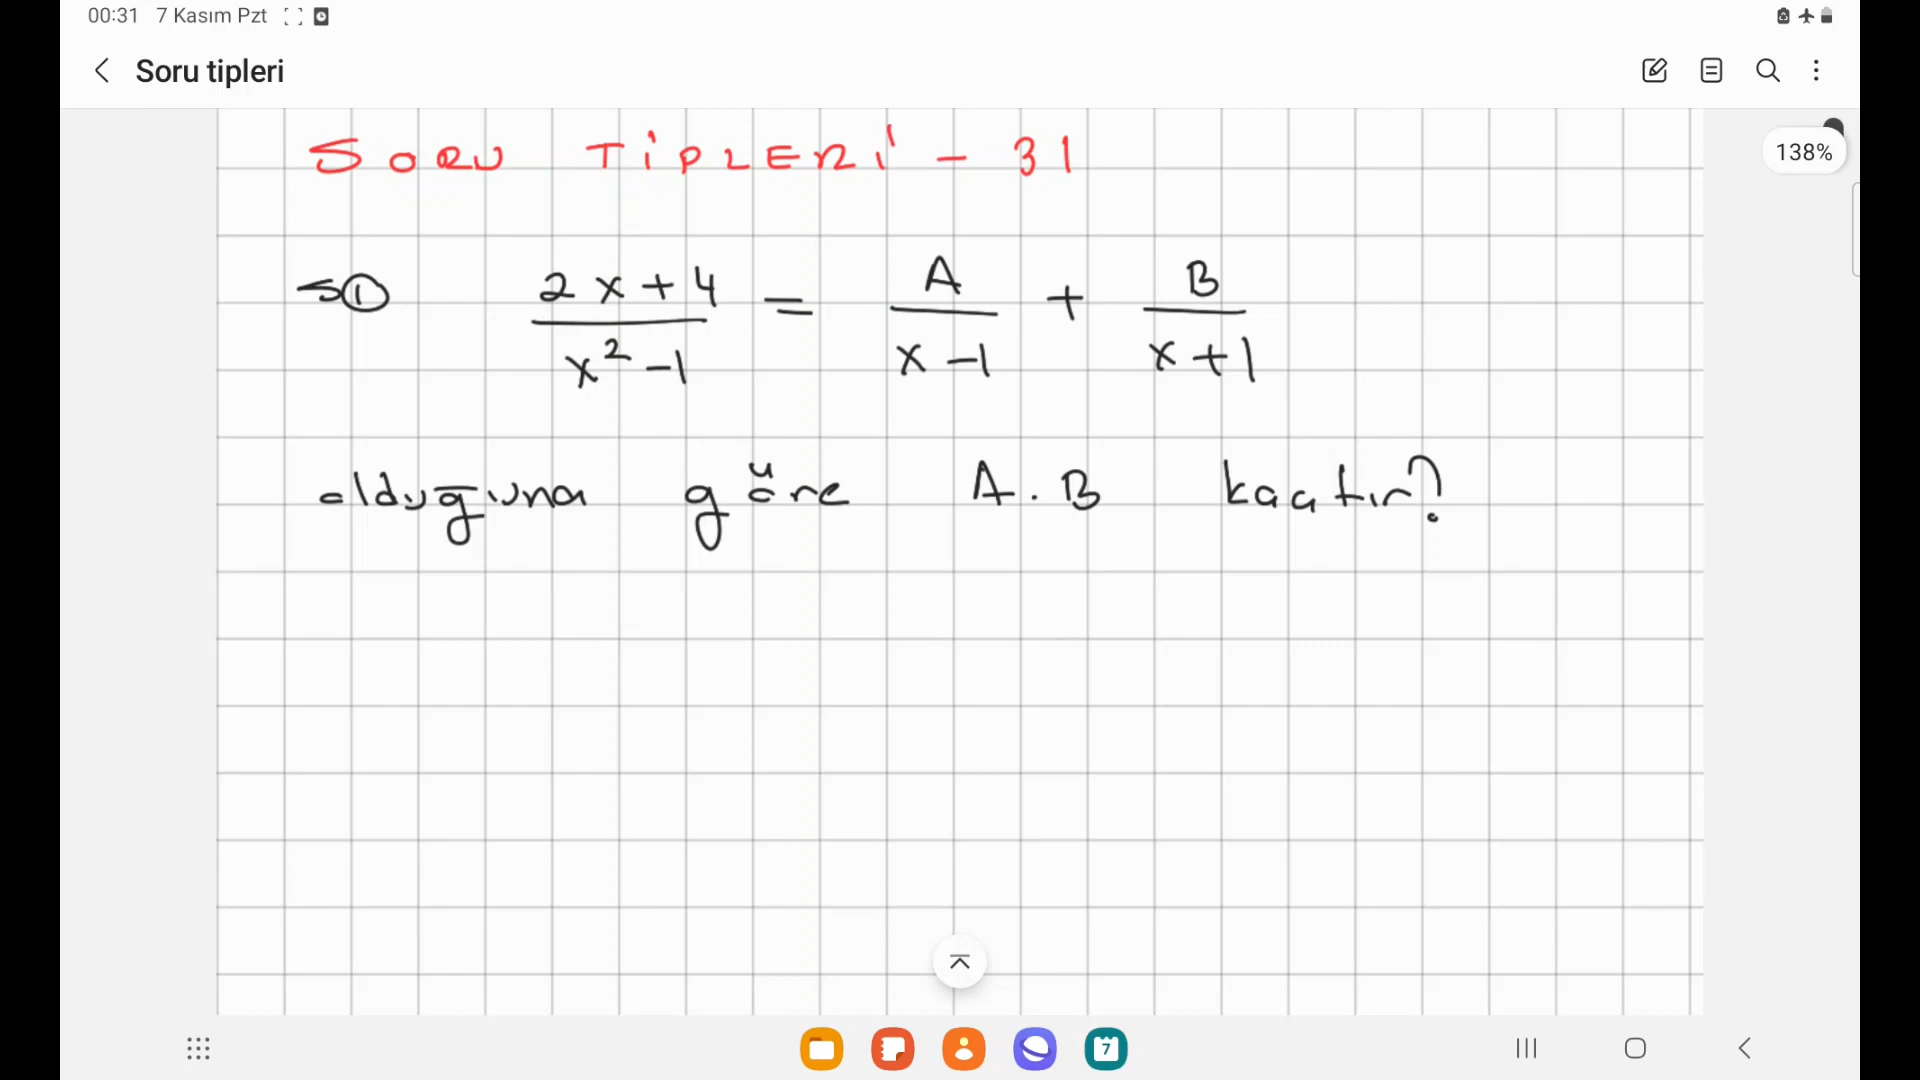 00:31 7 Kasım Pzt
Soru tipleri
138%
SORU TİPLERİ - 31
S① (2x+4)/(x²-1) = A/(x-1) + B/(x+1)
olduğuna göre A.B kaçtır?
7